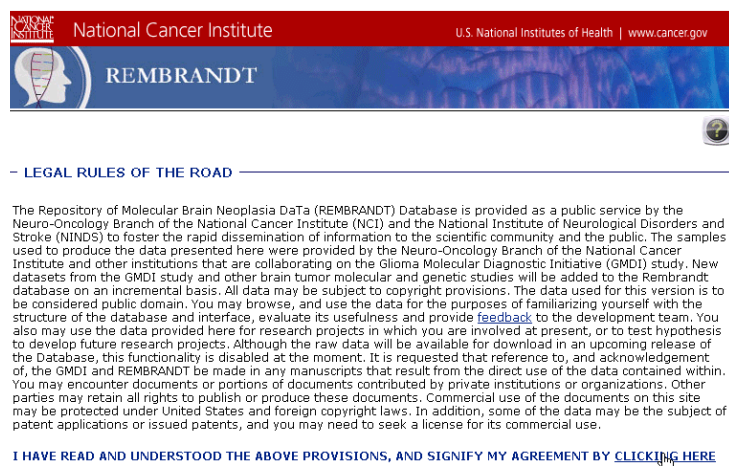 NATIONAL CANCER INSTITUTE
National Cancer Institute
U.S. National Institutes of Health | www.cancer.gov
REMBRANDT
?
LEGAL RULES OF THE ROAD
The Repository of Molecular Brain Neoplasia DaTa (REMBRANDT) Database is provided as a public service by the
Neuro-Oncology Branch of the National Cancer Institute (NCI) and the National Institute of Neurological Disorders and
Stroke (NINDS) to foster the rapid dissemination of information to the scientific community and the public. The samples
used to produce the data presented here were provided by the Neuro-Oncology Branch of the National Cancer
Institute and other institutions that are collaborating on the Glioma Molecular Diagnostic Initiative (GMDI) study. New
datasets from the GMDI study and other brain tumor molecular and genetic studies will be added to the Rembrandt
database on an incremental basis. All data may be subject to copyright provisions. The data used for this version is to
be considered public domain. You may browse, and use the data for the purposes of familiarizing yourself with the
structure of the database and interface, evaluate its usefulness and provide feedback to the development team. You
also may use the data provided here for research projects in which you are involved at present, or to test hypothesis
to develop future research projects. Although the raw data will be available for download in an upcoming release of
the Database, this functionality is disabled at the moment. It is requested that reference to, and acknowledgement
of, the GMDI and REMBRANDT be made in any manuscripts that result from the direct use of the data contained within.
You may encounter documents or portions of documents contributed by private institutions or organizations. Other
parties may retain all rights to publish or produce these documents. Commercial use of the documents on this site
may be protected under United States and foreign copyright laws. In addition, some of the data may be the subject of
patent applications or issued patents, and you may need to seek a license for its commercial use.
I HAVE READ AND UNDERSTOOD THE ABOVE PROVISIONS, AND SIGNIFY MY AGREEMENT BY CLICKING HERE